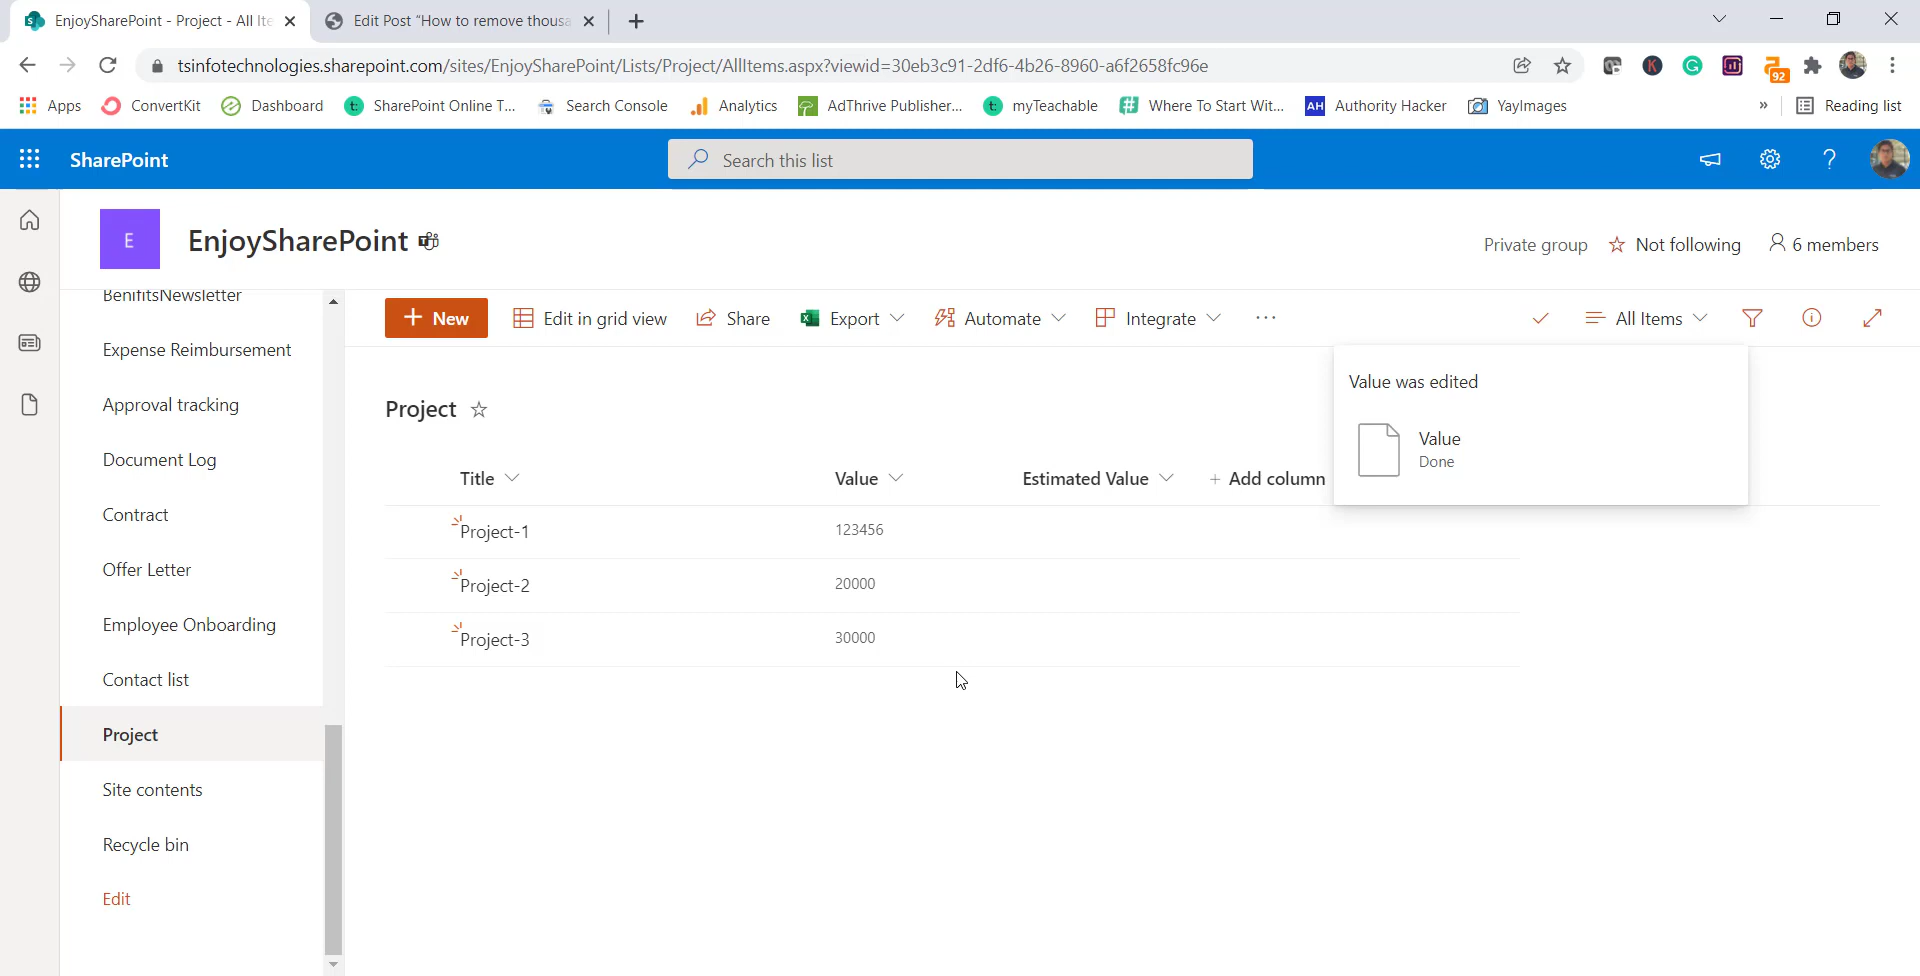 EnjoySharePoint - Project - All Ite
Edit Post "How to remove thousa
tsinfotechnologies.sharepoint.com/sites/EnjoySharePoint/Lists/Project/AllItems.aspx?viewid=30eb3c91-2df6-4b26-8960-a6f2658fc96e
92
Apps
ConvertKit
Dashboard
SharePoint Online T...
Search Console
Analytics
AdThrive Publisher...
myTeachable
Where To Start Wit...
AH Authority Hacker
YayImages
»
Reading list
SharePoint
Search this list
E
EnjoySharePoint
Private group
Not following
6 members
BenifitsNewsletter
Expense Reimbursement
Approval tracking
Document Log
Contract
Offer Letter
Employee Onboarding
Contact list
Project
Site contents
Recycle bin
Edit
+ New
Edit in grid view
Share
Export
Automate
Integrate
...
All Items
Value was edited
Value
Done
Project
Title Value Estimated Value + Add column
Project-1 123456
Project-2 20000
Project-3 30000